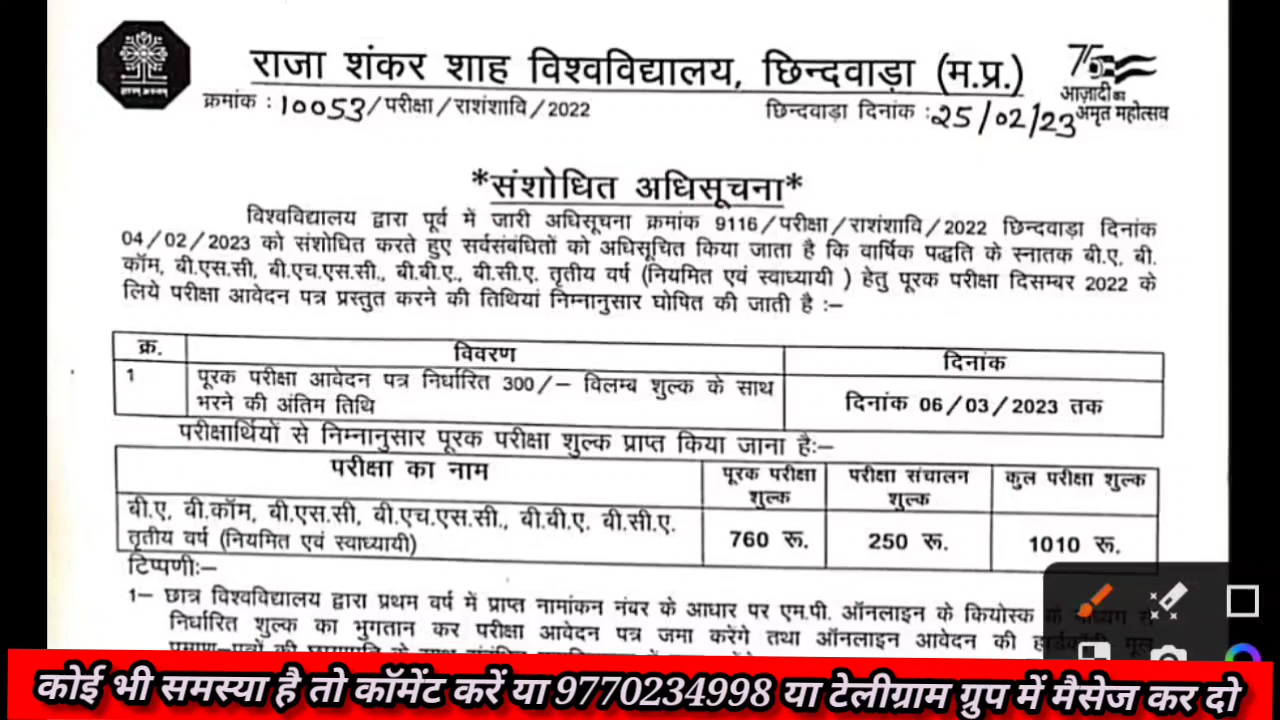 राजा शंकर शाह विश्वविद्यालय, छिन्दवाड़ा (म.प्र.)
75
आज़ादी का
अमृत महोत्सव
क्रमांक : 10053/परीक्षा/राशंशावि/2022 छिन्दवाड़ा दिनांक : 25/02/23
*संशोधित अधिसूचना*
विश्वविद्यालय द्वारा पूर्व में जारी अधिसूचना क्रमांक 9116/परीक्षा/राशंशावि/2022 छिन्दवाड़ा दिनांक
04/02/2023 को संशोधित करते हुए सर्वसंबंधितों को अधिसूचित किया जाता है कि वार्षिक पद्धति के स्नातक बी.ए, बी.
कॉम, बी.एस.सी, बी.एच.एस.सी., बी.बी.ए., बी.सी.ए. तृतीय वर्ष (नियमित एवं स्वाध्यायी ) हेतु पूरक परीक्षा दिसम्बर 2022 के
लिये परीक्षा आवेदन पत्र प्रस्तुत करने की तिथियां निम्नानुसार घोषित की जाती है :–
क्र. विवरण दिनांक
1 पूरक परीक्षा आवेदन पत्र निर्धारित 300/– विलम्ब शुल्क के साथ
भरने की अंतिम तिथि दिनांक 06/03/2023 तक
परीक्षार्थियों से निम्नानुसार पूरक परीक्षा शुल्क प्राप्त किया जाना हैः–
परीक्षा का नाम पूरक परीक्षा परीक्षा संचालन कुल परीक्षा शुल्क
शुल्क शुल्क
बी.ए, बी.कॉम, बी.एस.सी, बी.एच.एस.सी., बी.बी.ए. बी.सी.ए.
तृतीय वर्ष (नियमित एवं स्वाध्यायी) 760 रू. 250 रू. 1010 रू.
टिप्पणीः–
1– छात्र विश्वविद्यालय द्वारा प्रथम वर्ष में प्राप्त नामांकन नंबर के आधार पर एम.पी. ऑनलाइन के कियोस्क के
निर्धारित शुल्क का भुगतान कर परीक्षा आवेदन पत्र जमा करेंगे तथा ऑनलाइन आवेदन की
कोई भी समस्या है तो कॉमेंट करें या 9770234998 या टेलीग्राम ग्रुप में मैसेज कर दो